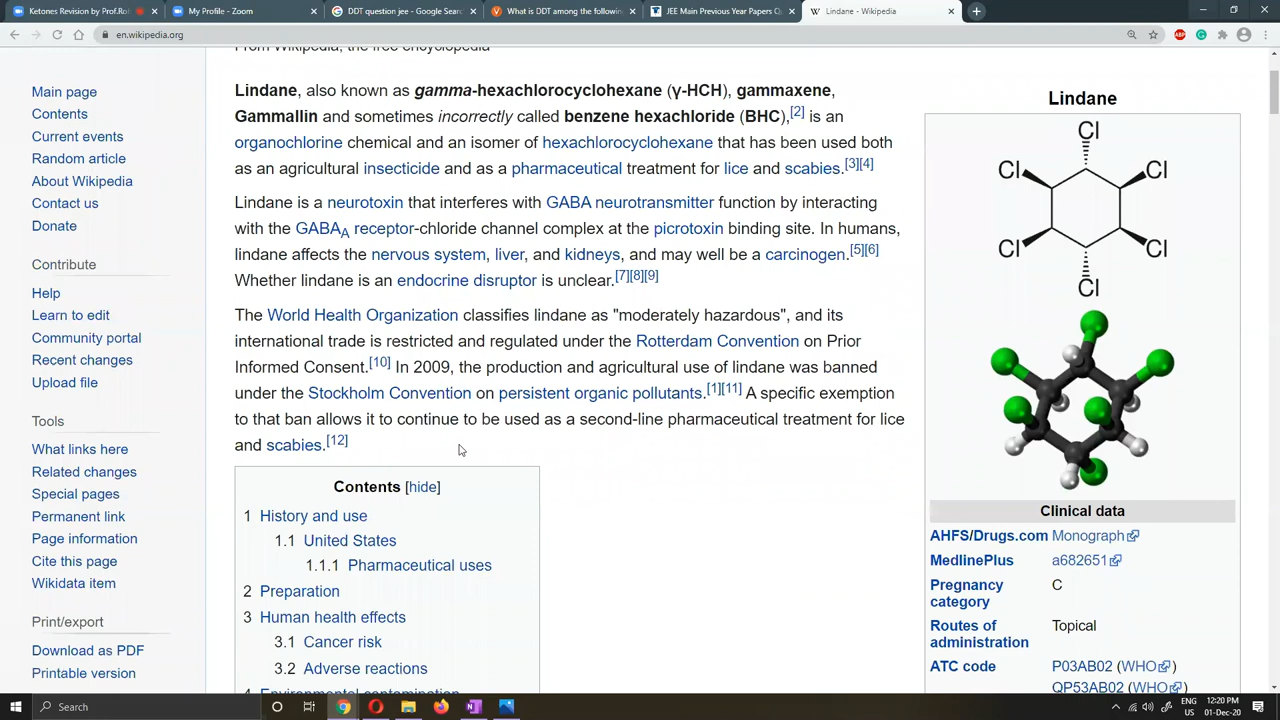 Ketones Revision by Prof.Rol
My Profile - Zoom
DDT question jee - Google Sear
What is DDT among the followin
JEE Main Previous Year Papers Q
Lindane - Wikipedia
en.wikipedia.org
From Wikipedia, the free encyclopedia
Main page
Contents
Current events
Random article
About Wikipedia
Contact us
Donate
Contribute
Help
Learn to edit
Community portal
Recent changes
Upload file
Tools
What links here
Related changes
Special pages
Permanent link
Page information
Cite this page
Wikidata item
Print/export
Download as PDF
Printable version
Lindane, also known as gamma-hexachlorocyclohexane (γ-HCH), gammaxene,
Gammallin and sometimes incorrectly called benzene hexachloride (BHC),[2] is an
organochlorine chemical and an isomer of hexachlorocyclohexane that has been used both
as an agricultural insecticide and as a pharmaceutical treatment for lice and scabies.[3][4]
Lindane is a neurotoxin that interferes with GABA neurotransmitter function by interacting
with the GABAA receptor-chloride channel complex at the picrotoxin binding site. In humans,
lindane affects the nervous system, liver, and kidneys, and may well be a carcinogen.[5][6]
Whether lindane is an endocrine disruptor is unclear.[7][8][9]
The World Health Organization classifies lindane as "moderately hazardous", and its
international trade is restricted and regulated under the Rotterdam Convention on Prior
Informed Consent.[10] In 2009, the production and agricultural use of lindane was banned
under the Stockholm Convention on persistent organic pollutants.[1][11] A specific exemption
to that ban allows it to continue to be used as a second-line pharmaceutical treatment for lice
and scabies.[12]
Contents [hide]
1 History and use
1.1 United States
1.1.1 Pharmaceutical uses
2 Preparation
3 Human health effects
3.1 Cancer risk
3.2 Adverse reactions
4 Environmental contamination
Lindane
Cl
Cl Cl
Cl Cl
Cl
Clinical data
AHFS/Drugs.com Monograph
MedlinePlus a682651
Pregnancy category C
Routes of administration Topical
ATC code P03AB02 (WHO)
QP53AB02 (WHO)
ABP
Search
ENG
US
12:20 PM
01-Dec-20